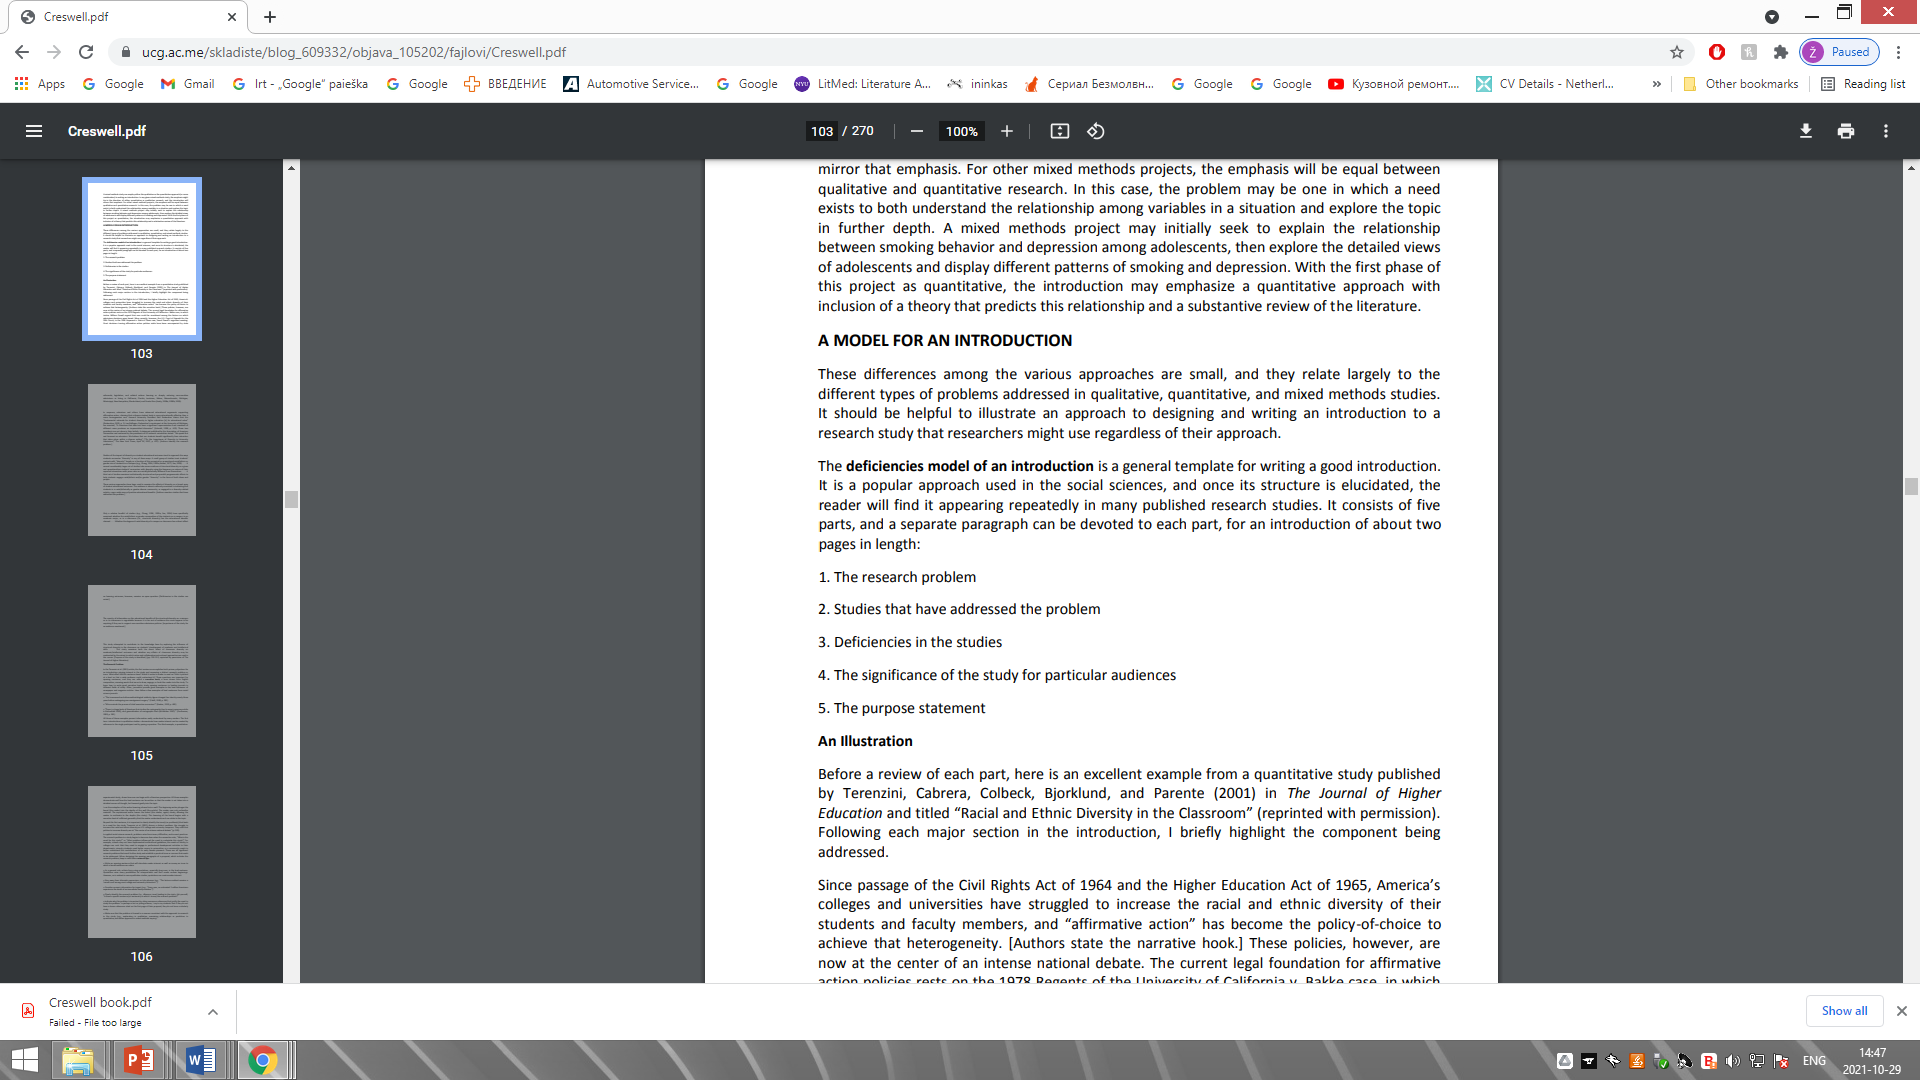 Creswell.pdf
ucg.ac.me/skladiste/blog_609332/objava_105202/fajlovi/Creswell.pdf
Ž Paused
Apps Google Gmail Irt - „Google“ paieška Google ВВЕДЕНИЕ Automotive Service... Google LitMed: Literature A... ininkas Сериал Безмолвн... Google Google Кузовной ремонт.... CV Details - Netherl... » Other bookmarks Reading list
Creswell.pdf 103 / 270 100%
103
104
105
106
mirror that emphasis. For other mixed methods projects, the emphasis will be equal between
qualitative and quantitative research. In this case, the problem may be one in which a need
exists to both understand the relationship among variables in a situation and explore the topic
in further depth. A mixed methods project may initially seek to explain the relationship
between smoking behavior and depression among adolescents, then explore the detailed views
of adolescents and display different patterns of smoking and depression. With the first phase of
this project as quantitative, the introduction may emphasize a quantitative approach with
inclusion of a theory that predicts this relationship and a substantive review of the literature.
A MODEL FOR AN INTRODUCTION
These differences among the various approaches are small, and they relate largely to the
different types of problems addressed in qualitative, quantitative, and mixed methods studies.
It should be helpful to illustrate an approach to designing and writing an introduction to a
research study that researchers might use regardless of their approach.
The deficiencies model of an introduction is a general template for writing a good introduction.
It is a popular approach used in the social sciences, and once its structure is elucidated, the
reader will find it appearing repeatedly in many published research studies. It consists of five
parts, and a separate paragraph can be devoted to each part, for an introduction of about two
pages in length:
1. The research problem
2. Studies that have addressed the problem
3. Deficiencies in the studies
4. The significance of the study for particular audiences
5. The purpose statement
An Illustration
Before a review of each part, here is an excellent example from a quantitative study published
by Terenzini, Cabrera, Colbeck, Bjorklund, and Parente (2001) in The Journal of Higher
Education and titled “Racial and Ethnic Diversity in the Classroom” (reprinted with permission).
Following each major section in the introduction, I briefly highlight the component being
addressed.
Since passage of the Civil Rights Act of 1964 and the Higher Education Act of 1965, America’s
colleges and universities have struggled to increase the racial and ethnic diversity of their
students and faculty members, and “affirmative action” has become the policy-of-choice to
achieve that heterogeneity. [Authors state the narrative hook.] These policies, however, are
now at the center of an intense national debate. The current legal foundation for affirmative
action policies rests on the 1978 Regents of the University of California v. Bakke case, in which
Creswell book.pdf
Failed - File too large
Show all
ENG
14:47
2021-10-29